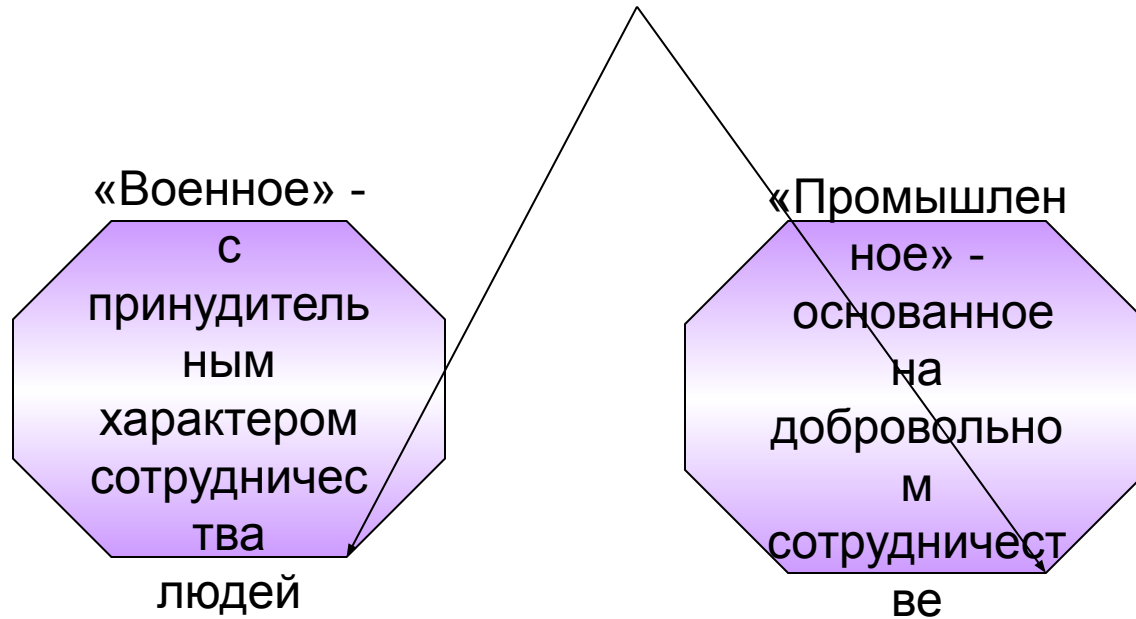 «Военное» -
с
принудитель
ным
характером
сотрудничес
тва
людей
«Промышлен
ное» -
основанное
на
добровольно
м
сотрудничест
ве